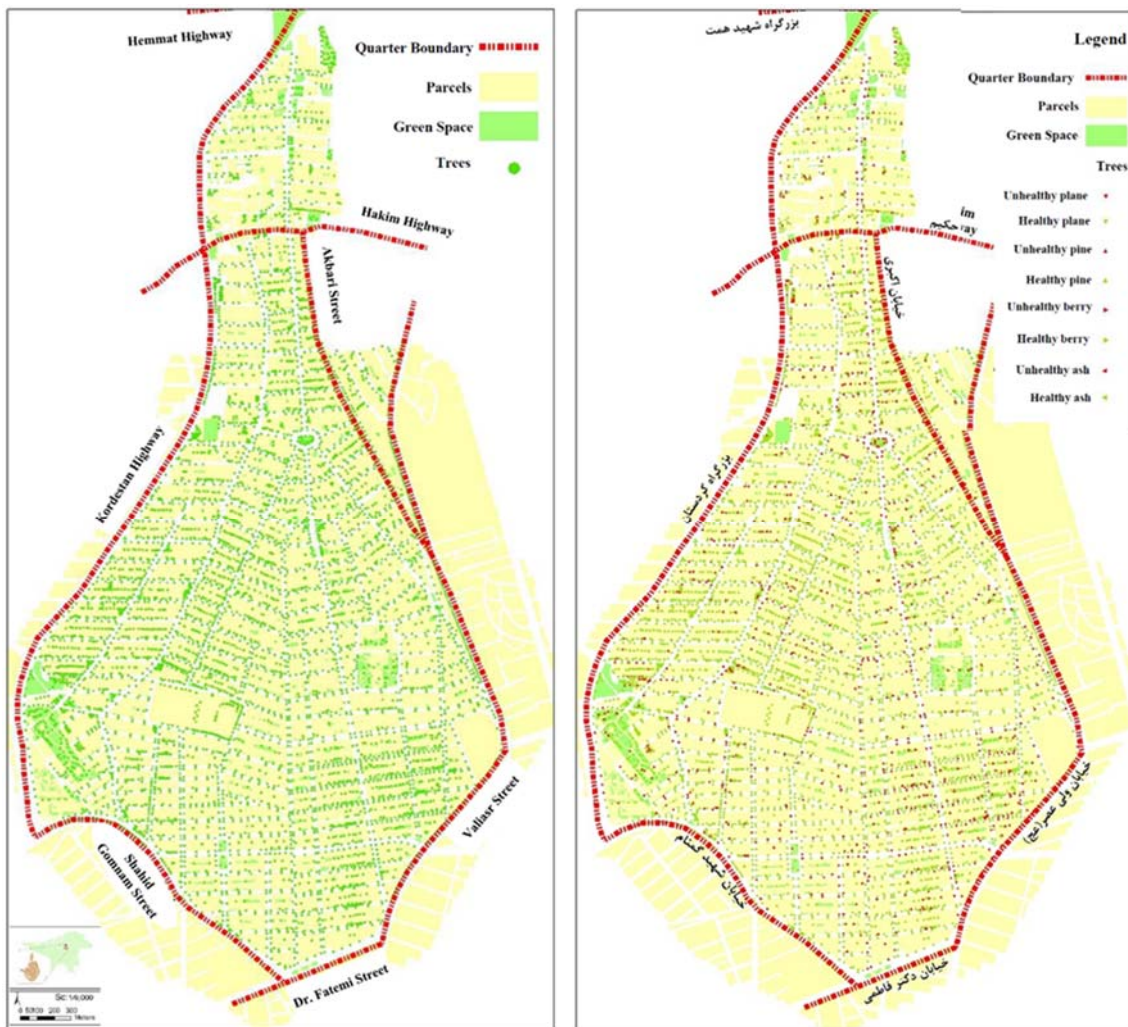 Hemmat Highway
Quarter Boundary
Parcels
Green Space
Trees
Hakim Highway
Akbari Street
Kordestan Highway
Valiasr Street
Shahid
Gomnam Street
Dr. Fatemi Street
Meters
بزرگراه شهید همت
Legend
Quarter Boundary
Parcels
Green Space
Trees
Unhealthy plane
Healthy plane
Unhealthy pine
Healthy pine
Unhealthy berry
Healthy berry
Unhealthy ash
Healthy ash
im
حکیم
ay
خیابان اکبری
بزرگراه کردستان
خیابان ولی عصر(عج)
خیابان شهید گمنام
خیابان دکتر فاطمی